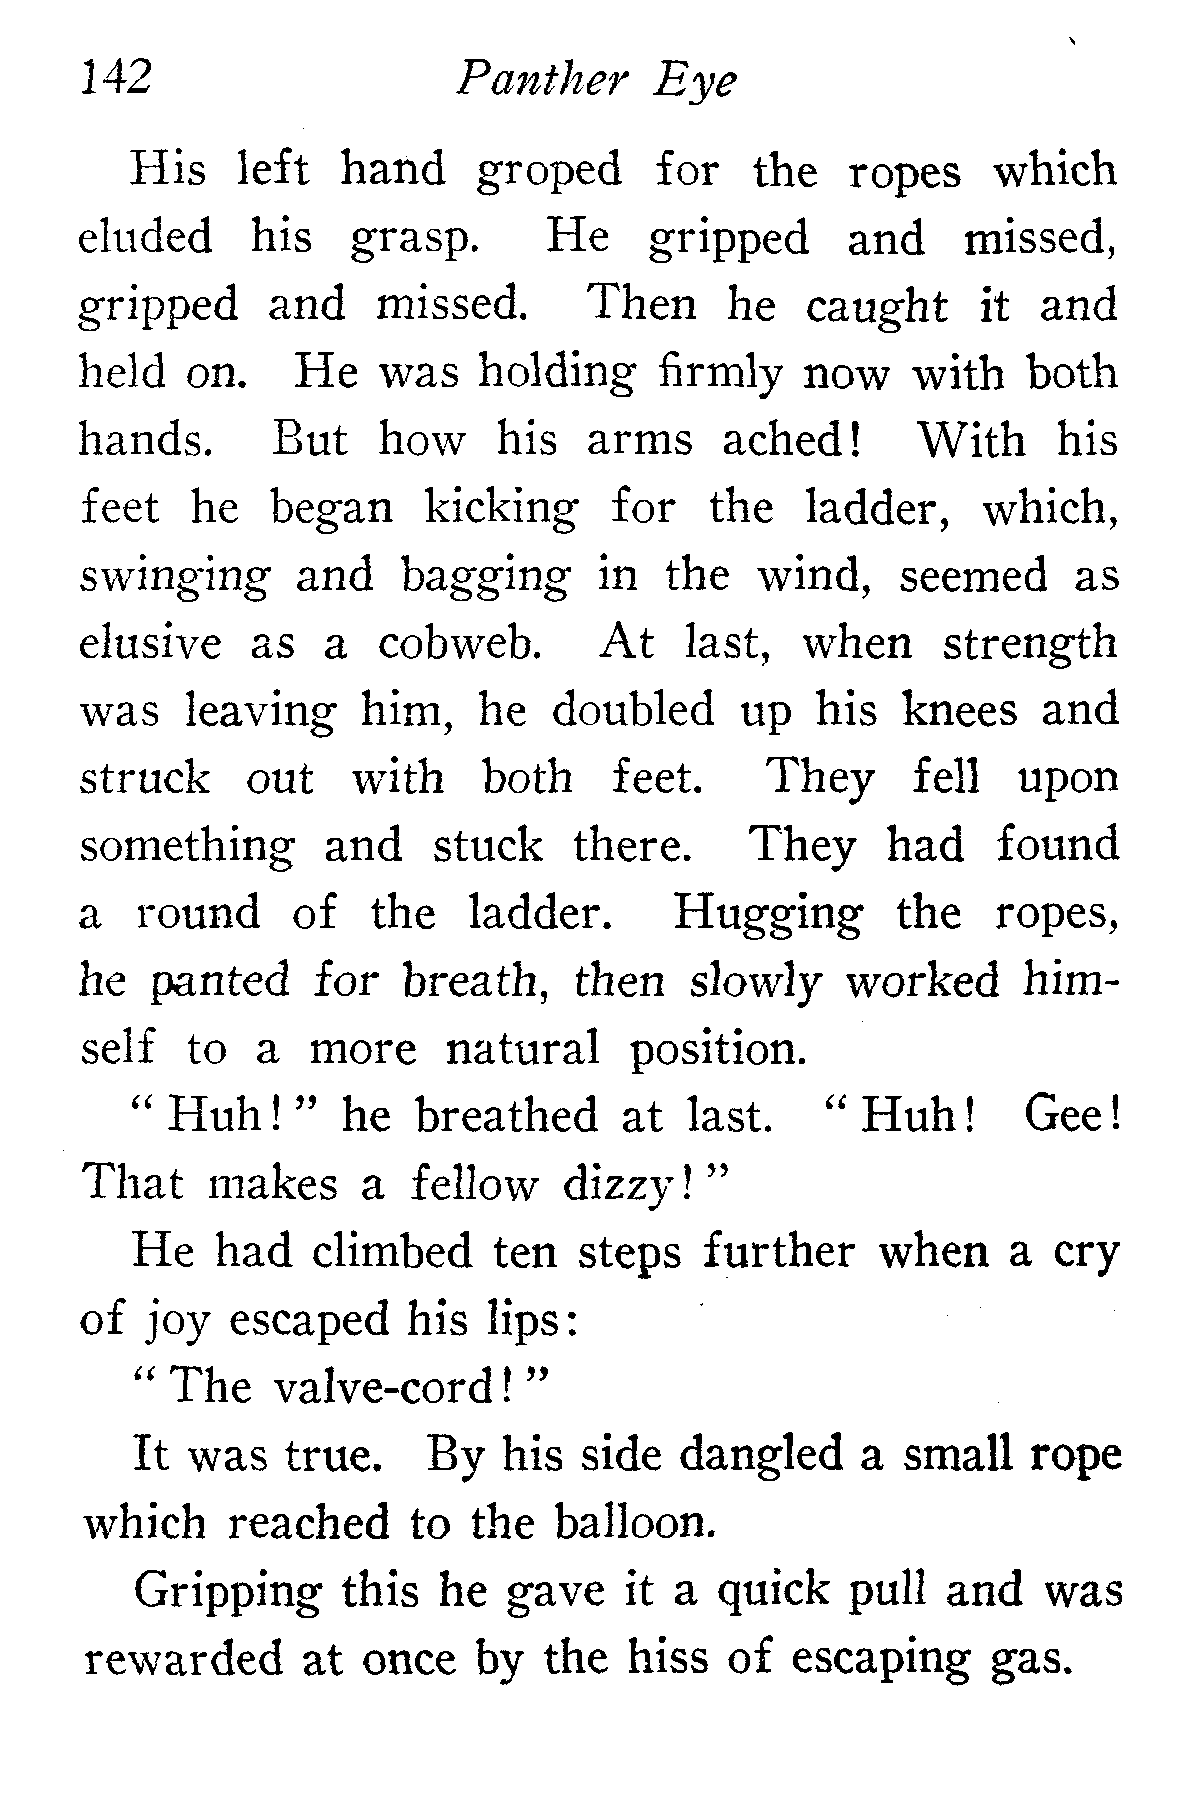 142 Panther Eye
His left hand groped for the ropes which
eluded his grasp. He gripped and missed,
gripped and missed. Then he caught it and
held on. He was holding firmly now with both
hands. But how his arms ached! With his
feet he began kicking for the ladder, which,
swinging and bagging in the wind, seemed as
elusive as a cobweb. At last, when strength
was leaving him, he doubled up his knees and
struck out with both feet. They fell upon
something and stuck there. They had found
a round of the ladder. Hugging the ropes,
he panted for breath, then slowly worked him-
self to a more natural position.
“ Huh! ” he breathed at last. “ Huh! Gee!
That makes a fellow dizzy! ”
He had climbed ten steps further when a cry
of joy escaped his lips:
“ The valve-cord! ”
It was true. By his side dangled a small rope
which reached to the balloon.
Gripping this he gave it a quick pull and was
rewarded at once by the hiss of escaping gas.